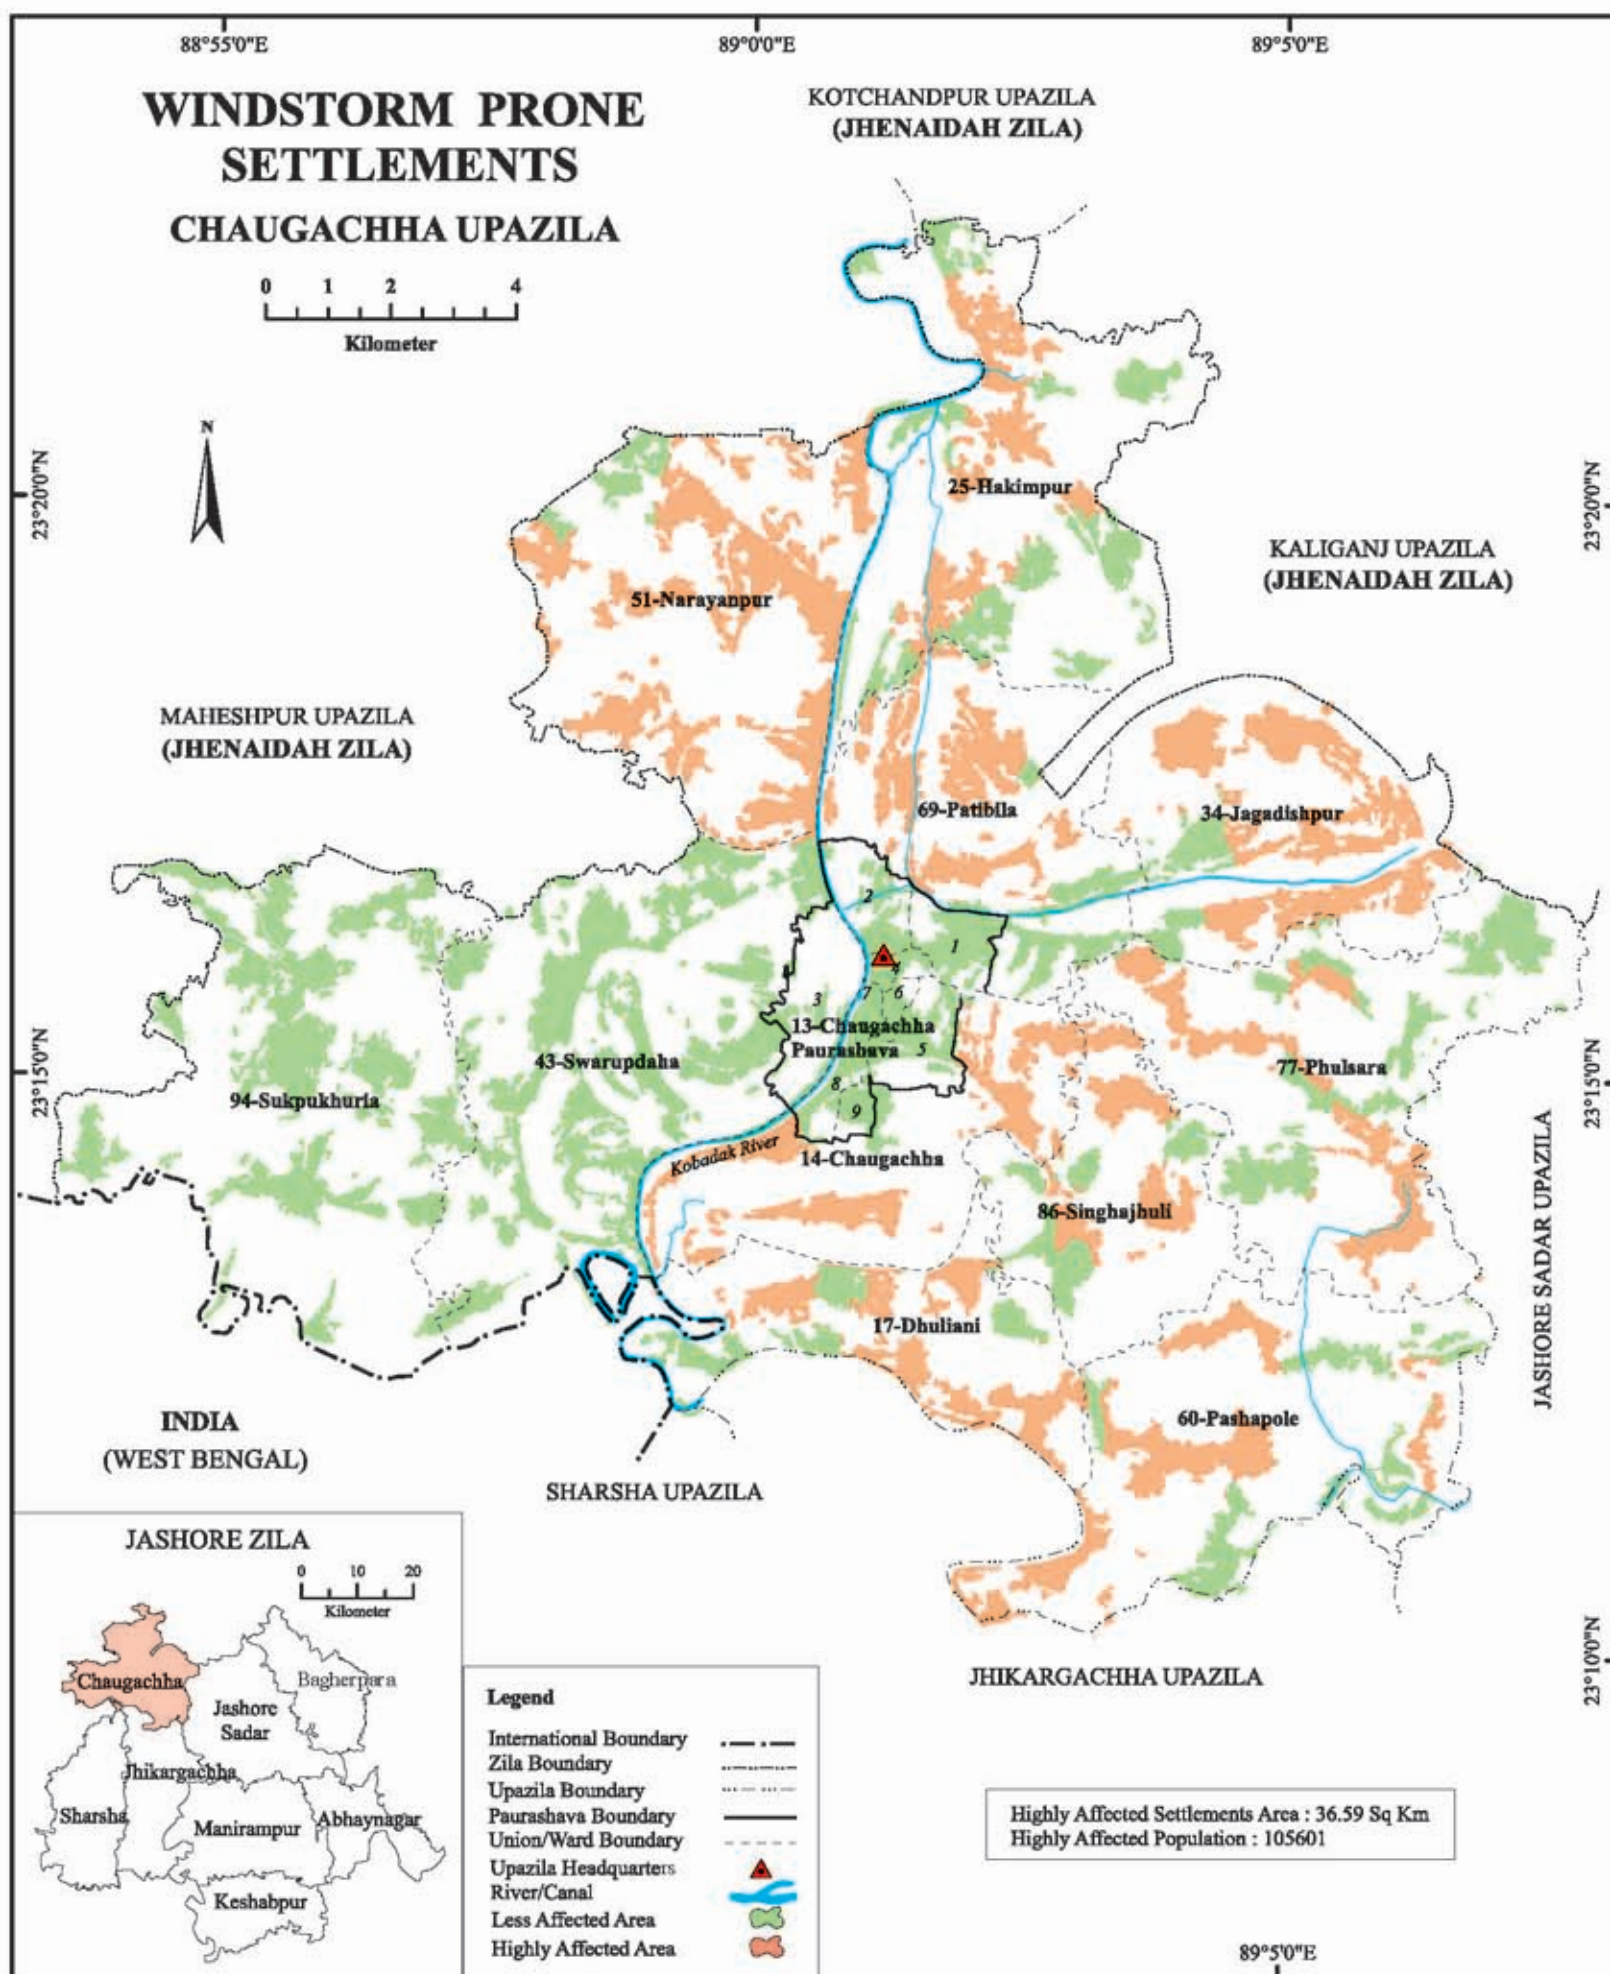 88°55'0"E
89°0'0"E
89°5'0"E
WINDSTORM PRONE
SETTLEMENTS
CHAUGACHHA UPAZILA
0 1 2 4
Kilometer
KOTCHANDPUR UPAZILA
(JHENAIDAH ZILA)
N
23°20'0"N
23°20'0"N
25-Hakimpur
KALIGANJ UPAZILA
(JHENAIDAH ZILA)
51-Narayanpur
MAHESHPUR UPAZILA
(JHENAIDAH ZILA)
69-Patibila
34-Jagadishpur
2
1
4
3
7
6
13-Chaugachha
Paurashava
5
43-Swarupdaha
77-Phulsara
23°15'0"N
23°15'0"N
94-Sukpukhuria
8
9
Kobadak River
14-Chaugachha
86-Singhajhuli
JASHORE SADAR UPAZILA
17-Dhuliani
60-Pashapole
INDIA
(WEST BENGAL)
SHARSHA UPAZILA
JHIKARGACHHA UPAZILA
23°10'0"N
JASHORE ZILA
0 10 20
Kilometer
Chaugachha
Bagherpara
Jashore
Sadar
Jhikargachha
Sharsha
Manirampur
Abhaynagar
Keshabpur
Legend
International Boundary
Zila Boundary
Upazila Boundary
Paurashava Boundary
Union/Ward Boundary
Upazila Headquarters
River/Canal
Less Affected Area
Highly Affected Area
Highly Affected Settlements Area : 36.59 Sq Km
Highly Affected Population : 105601
89°5'0"E